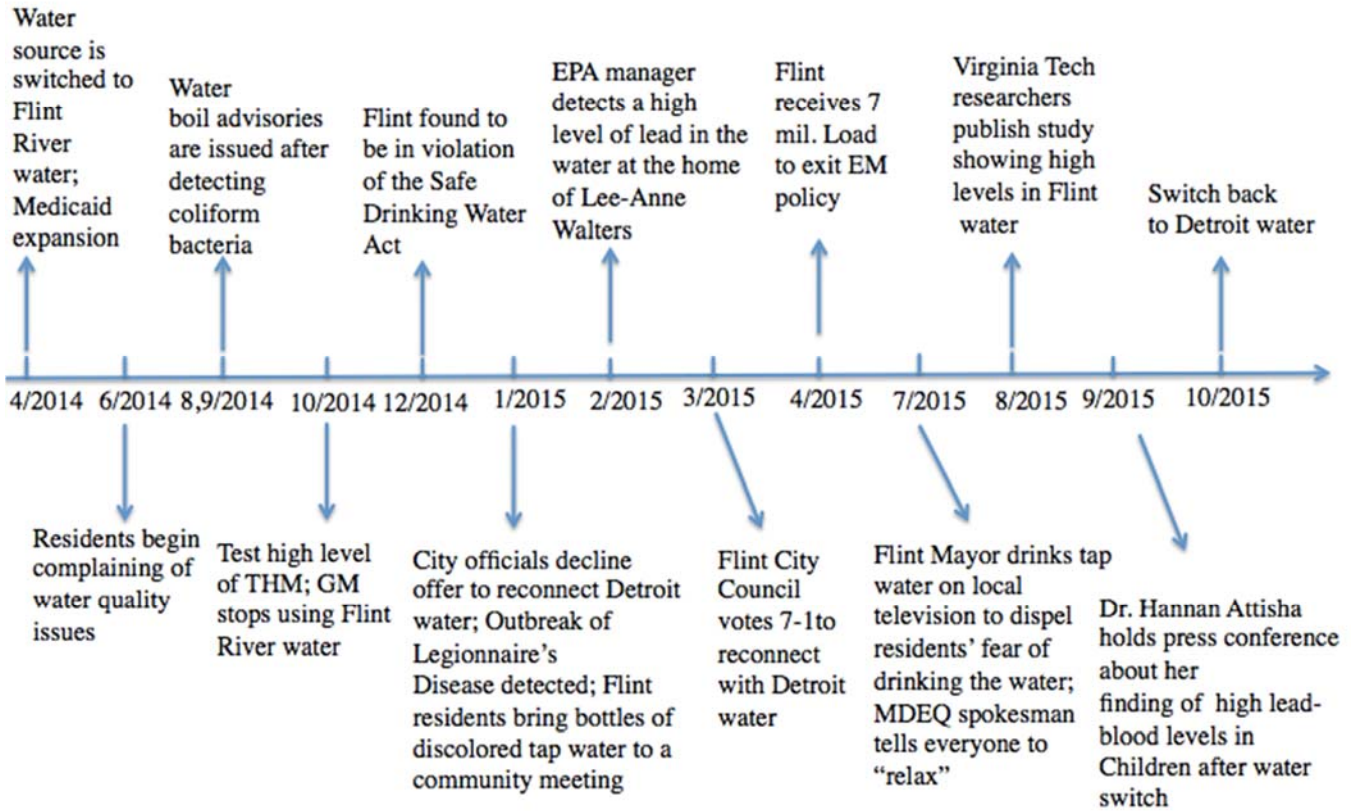 Water
source is
switched to
Flint
River
water;
Medicaid
expansion
Water
boil advisories
are issued after
detecting
coliform
bacteria
Flint found to
be in violation
of the Safe
Drinking Water
Act
EPA manager
detects a high
level of lead in the
water at the home
of Lee-Anne
Walters
Flint
receives 7
mil. Load
to exit EM
policy
Virginia Tech
researchers
publish study
showing high
levels in Flint
water
Switch back
to Detroit water
4/2014 6/2014 8,9/2014 10/2014 12/2014 1/2015 2/2015 3/2015 4/2015 7/2015 8/2015 9/2015 10/2015
Residents begin
complaining of
water quality
issues
Test high level
of THM; GM
stops using Flint
River water
City officials decline
offer to reconnect Detroit
water; Outbreak of
Legionnaire's
Disease detected; Flint
residents bring bottles of
discolored tap water to a
community meeting
Flint City
Council
votes 7-1to
reconnect
with Detroit
water
Flint Mayor drinks tap
water on local
television to dispel
residents' fear of
drinking the water;
MDEQ spokesman
tells everyone to
“relax”
Dr. Hannan Attisha
holds press conference
about her
finding of high lead-
blood levels in
Children after water
switch